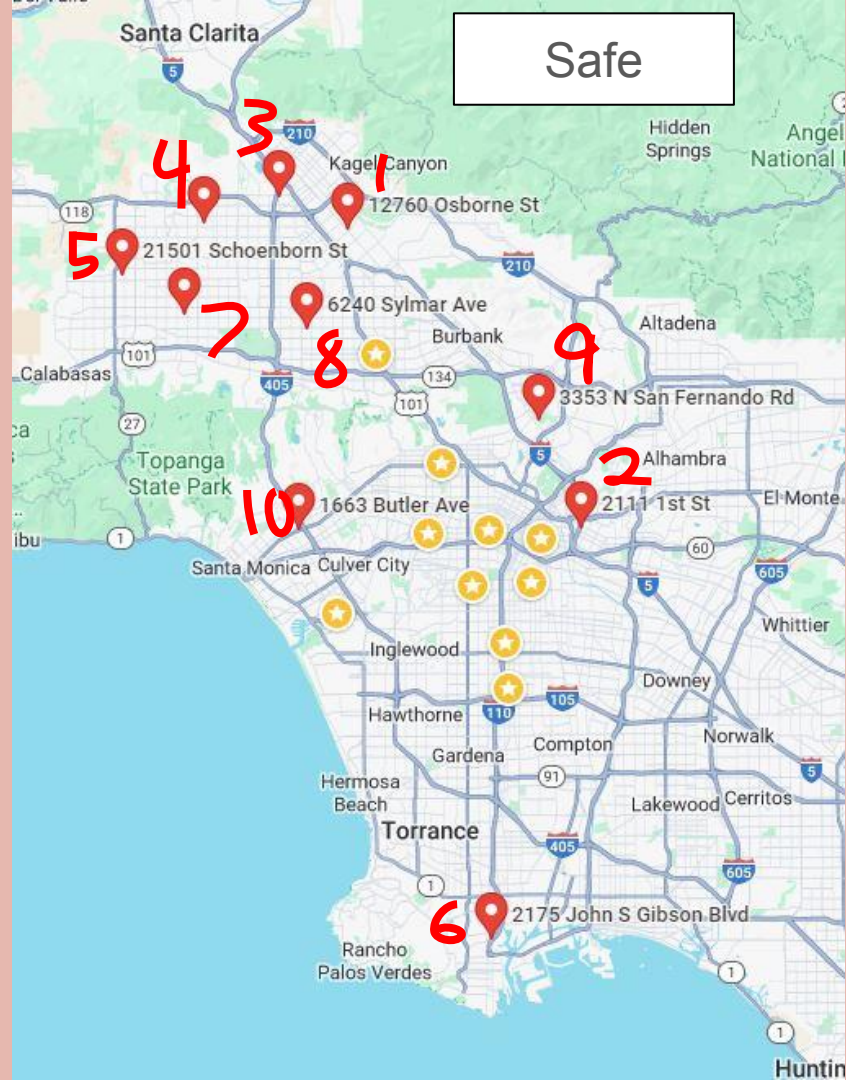 Santa Clarita
Safe
5
3
210
Hidden
Springs
National
4
Kagel Canyon
1
118
12760 Osborne St
5
21501 Schoenborn St
210
7
6240 Sylmar Ave
Altadena
8
Burbank
9
101
Calabasas
134
405
101
3353 N San Fernando Rd
27
5
Topanga
State Park
2
Alhambra
10
1663 Butler Ave
2111 1st St
El Monte
ibu
1
60
Santa Monica
Culver City
605
5
Whittier
Inglewood
Downey
105
Hawthorne
110
Gardena
Compton
Norwalk
91
5
Hermosa
Beach
Lakewood
Cerritos
Torrance
405
605
1
6
2175 John S Gibson Blvd
Rancho
Palos Verdes
1
1
Huntin